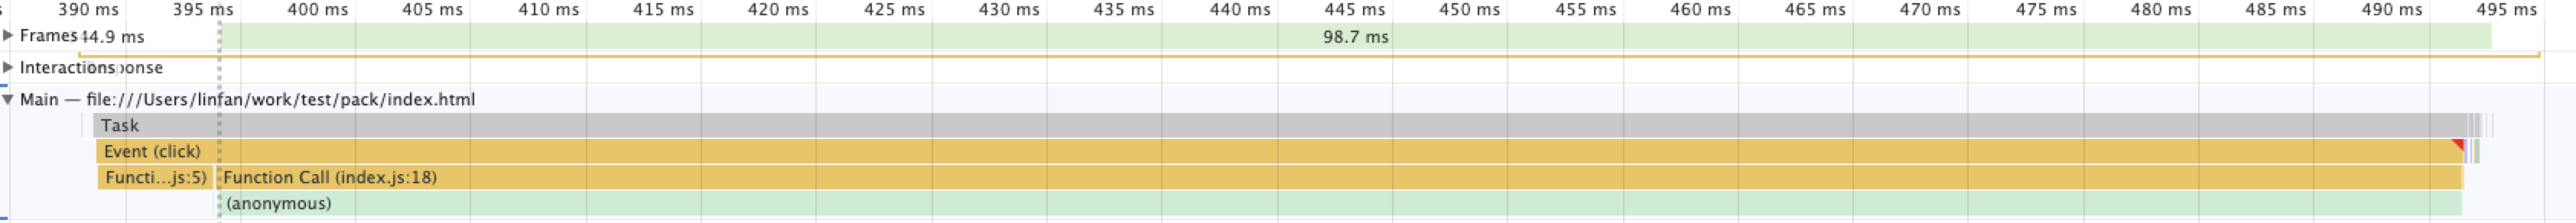 390 ms 395 ms 400 ms 405 ms 410 ms 415 ms 420 ms 425 ms 430 ms 435 ms 440 ms 445 ms 450 ms 455 ms 460 ms 465 ms 470 ms 475 ms 480 ms 485 ms 490 ms 495 ms
Frames 44.9 ms 98.7 ms
Interactions ponse
Main — file:///Users/linfan/work/test/pack/index.html
Task
Event (click)
Functi...js:5) Function Call (index.js:18)
(anonymous)